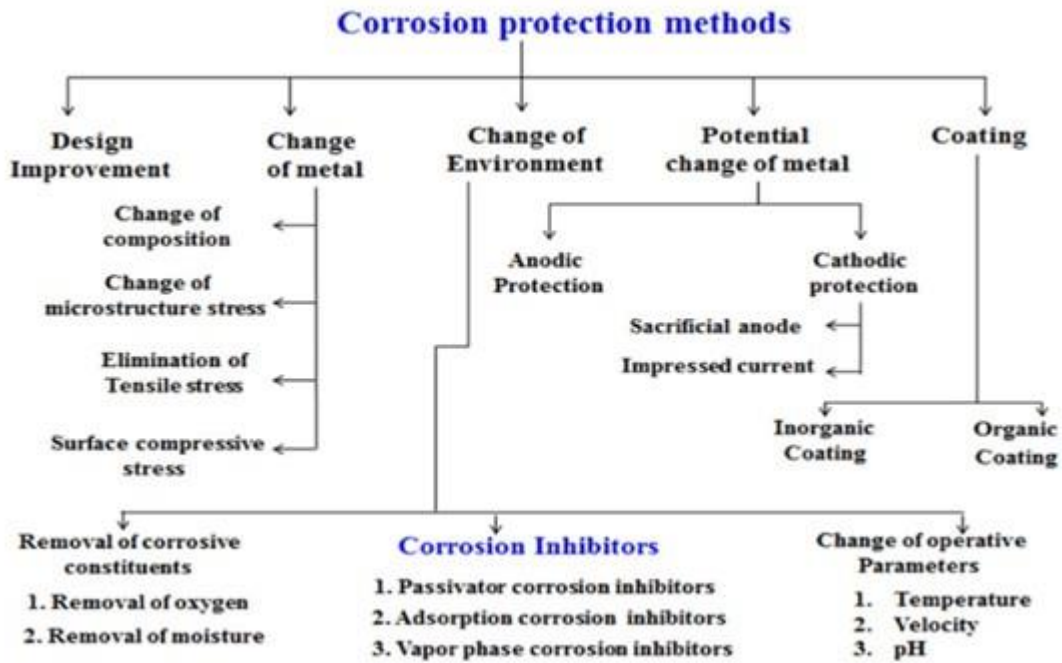 Corrosion protection methods
Design
Improvement
Change
of metal
Change of
Environment
Potential
change of metal
Coating
Change of
composition
Change of
microstructure stress
Elimination of
Tensile stress
Surface compressive
stress
Anodic
Protection
Cathodic
protection
Sacrificial anode
Impressed current
Inorganic
Coating
Organic
Coating
Removal of corrosive
constituents
1. Removal of oxygen
2. Removal of moisture
Corrosion Inhibitors
1. Passivator corrosion inhibitors
2. Adsorption corrosion inhibitors
3. Vapor phase corrosion inhibitors
Change of operative
Parameters
1. Temperature
2. Velocity
3. pH